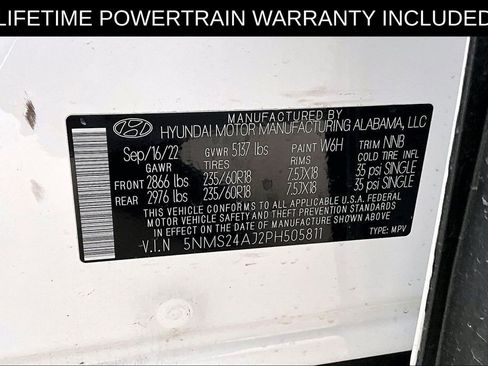 LIFETIME POWERTRAIN WARRANTY INCLUDED
MANUFACTURED BY
HYUNDAI MOTOR MANUFACTURING ALABAMA, LLC
Sep/16/22 GVWR 5137 lbs PAINT W6H TRIM NNB
GAWR TIRES RIMS COLD TIRE INFL
FRONT 2866 lbs 235/60R18 7.5JX18 35 psi SINGLE
REAR 2976 lbs 235/60R18 7.5JX18 35 psi SINGLE
THIS VEHICLE CONFORMS TO ALL APPLICABLE U.S.A. FEDERAL
MOTOR VEHICLE SAFETY STANDARDS IN EFFECT ON THE
DATE OF MANUFACTURE SHOWN ABOVE.
V.I.N 5NMS24AJ2PH505811 TYPE: MPV